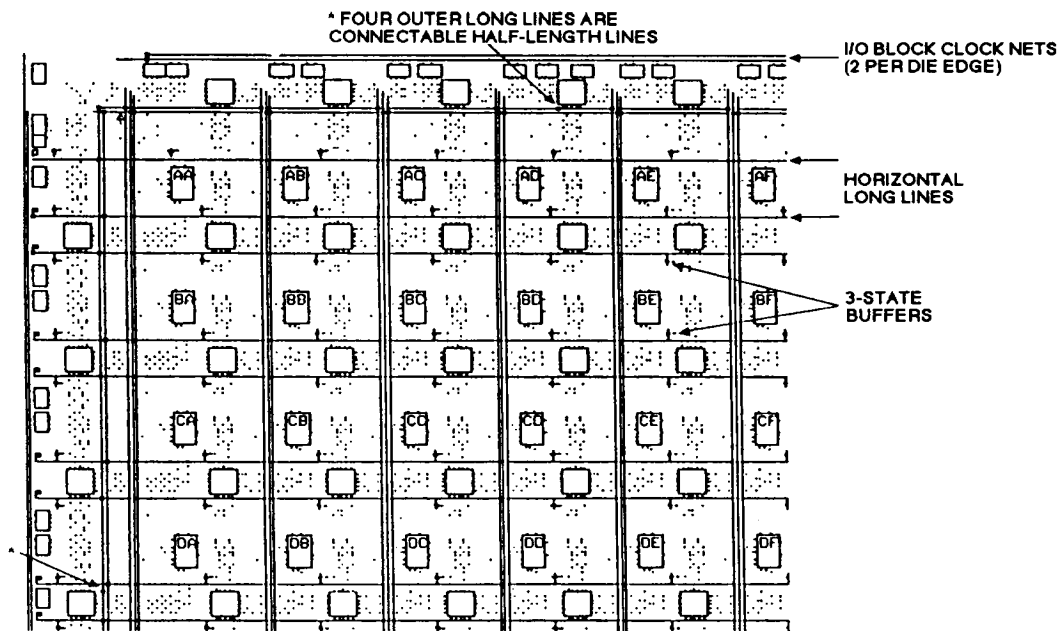 * FOUR OUTER LONG LINES ARE
CONNECTABLE HALF-LENGTH LINES
I/O BLOCK CLOCK NETS
(2 PER DIE EDGE)
AA AB AC AD AE AF
HORIZONTAL
LONG LINES
BA BB BC BD BE BF
3-STATE
BUFFERS
CA CB CC CD CE CF
*
DA DB DC DD DE DF